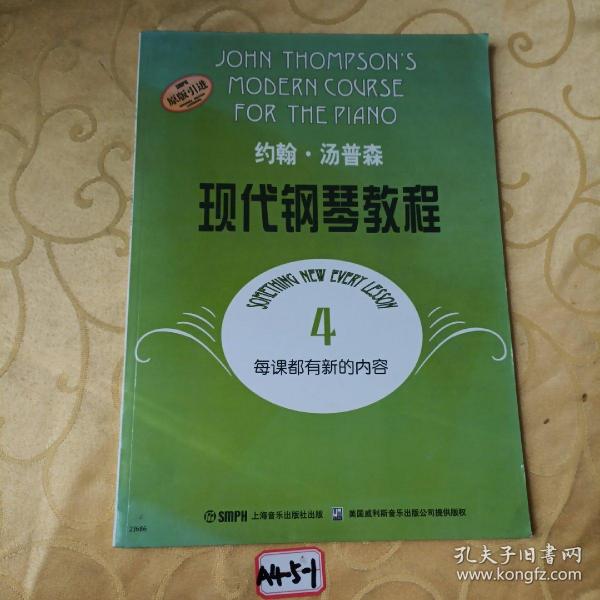 JOHN THOMPSON'S
MODERN COURSE
FOR THE PIANO
SMPH
原版引进
约翰·汤普森
现代钢琴教程
SOMETHING NEW EVERY LESSON
4
每课都有新的内容
SMPH 上海音乐出版社出版 美国威利斯音乐出版公司提供版权
23686
A4-5-1
孔夫子旧书网
www.kongfz.com